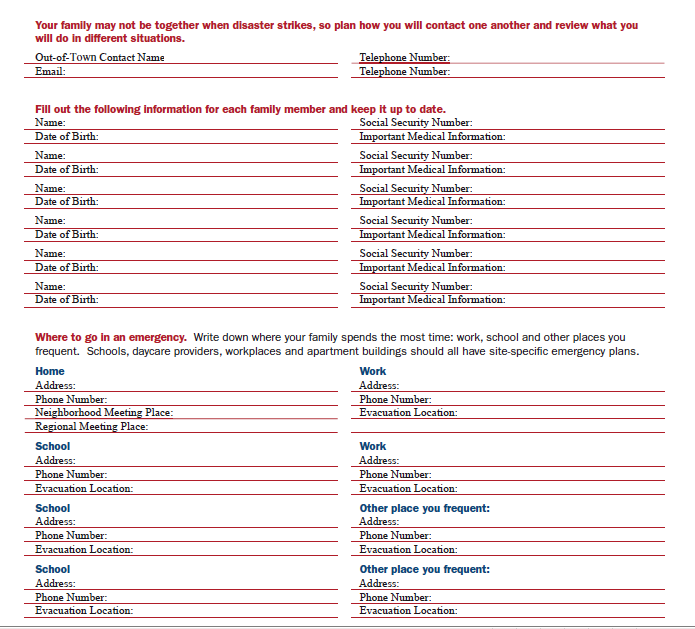 Your family may not be together when disaster strikes, so plan how you will contact one another and review what you
will do in different situations.
Out-of-Town Contact Name Telephone Number:
Email: Telephone Number:
Fill out the following information for each family member and keep it up to date.
Name: Social Security Number:
Date of Birth: Important Medical Information:
Name: Social Security Number:
Date of Birth: Important Medical Information:
Name: Social Security Number:
Date of Birth: Important Medical Information:
Name: Social Security Number:
Date of Birth: Important Medical Information:
Name: Social Security Number:
Date of Birth: Important Medical Information:
Name: Social Security Number:
Date of Birth: Important Medical Information:
Where to go in an emergency. Write down where your family spends the most time: work, school and other places you
frequent. Schools, daycare providers, workplaces and apartment buildings should all have site-specific emergency plans.
Home Work
Address: Address:
Phone Number: Phone Number:
Neighborhood Meeting Place: Evacuation Location:
Regional Meeting Place:
School Work
Address: Address:
Phone Number: Phone Number:
Evacuation Location: Evacuation Location:
School Other place you frequent:
Address: Address:
Phone Number: Phone Number:
Evacuation Location: Evacuation Location:
School Other place you frequent:
Address: Address:
Phone Number: Phone Number:
Evacuation Location: Evacuation Location: